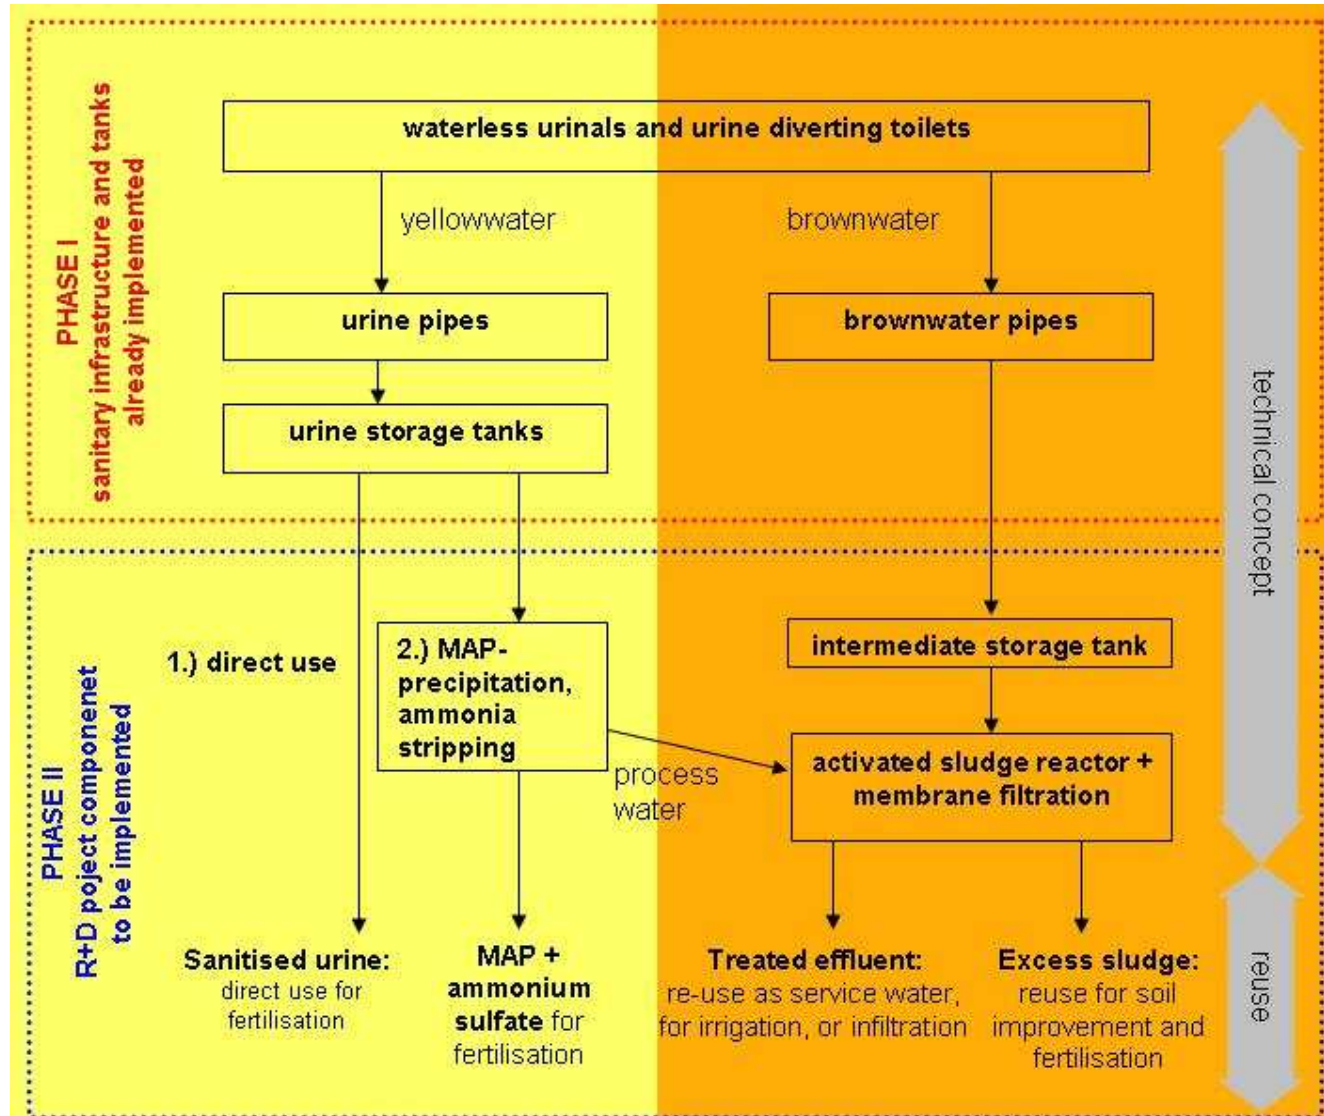 PHASE I
sanitary infrastructure and tanks
already implemented
waterless urinals and urine diverting toilets
yellowwater
brownwater
urine pipes
brownwater pipes
urine storage tanks
technical concept
PHASE II
R+D poject componenet
to be implemented
1.) direct use
2.) MAP-
precipitation,
ammonia
stripping
process
water
intermediate storage tank
activated sludge reactor +
membrane filtration
Sanitised urine:
direct use for
fertilisation
MAP +
ammonium
sulfate for
fertilisation
Treated effluent:
re-use as service water,
for irrigation, or infiltration
Excess sludge:
reuse for soil
improvement and
fertilisation
reuse